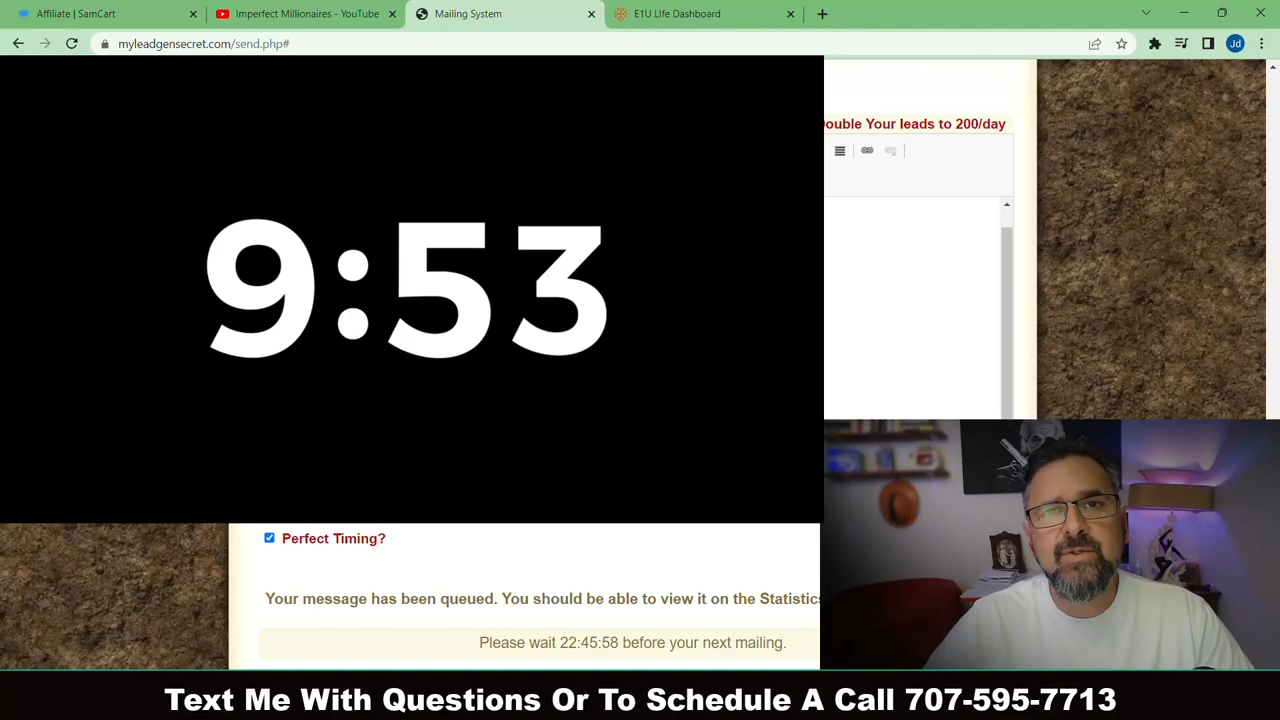 Affiliate | SamCart
Imperfect Millionaires - YouTube
Mailing System
E1U LIfe Dashboard
myleadgensecret.com/send.php#
Jd
Double Your leads to 200/day
9:53
Perfect Timing?
Your message has been queued. You should be able to view it on the Statistics
Please wait 22:45:58 before your next mailing.
Text Me With Questions Or To Schedule A Call 707-595-7713